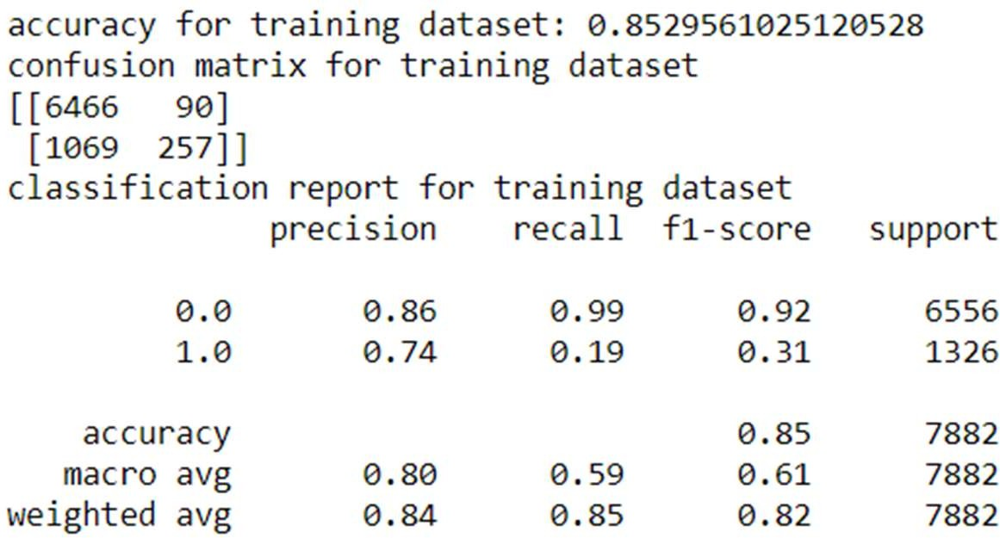 accuracy for training dataset: 0.8529561025120528
confusion matrix for training dataset
[[6466   90]
 [1069  257]]
classification report for training dataset
              precision    recall  f1-score   support

         0.0       0.86      0.99      0.92      6556
         1.0       0.74      0.19      0.31      1326

    accuracy                           0.85      7882
   macro avg       0.80      0.59      0.61      7882
weighted avg       0.84      0.85      0.82      7882